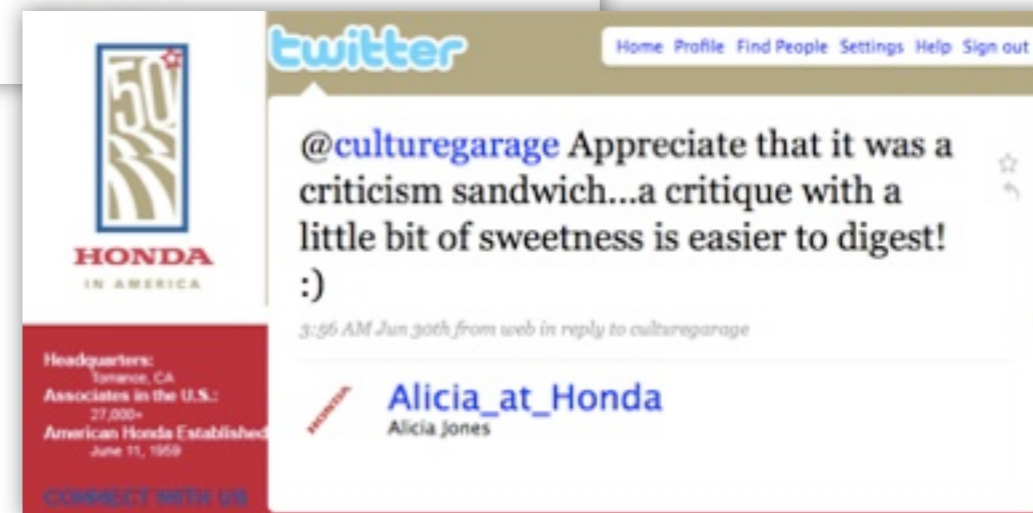 50
HONDA
IN AMERICA
Headquarters:
Torrance, CA
Associates in the U.S.:
27,000+
American Honda Established
June 11, 1959
CONNECT WITH US
twitter
Home Profile Find People Settings Help Sign out
@culturegarage Appreciate that it was a
criticism sandwich...a critique with a
little bit of sweetness is easier to digest!
:)
3:56 AM Jun 30th from web in reply to culturegarage
HONDA
Alicia_at_Honda
Alicia Jones